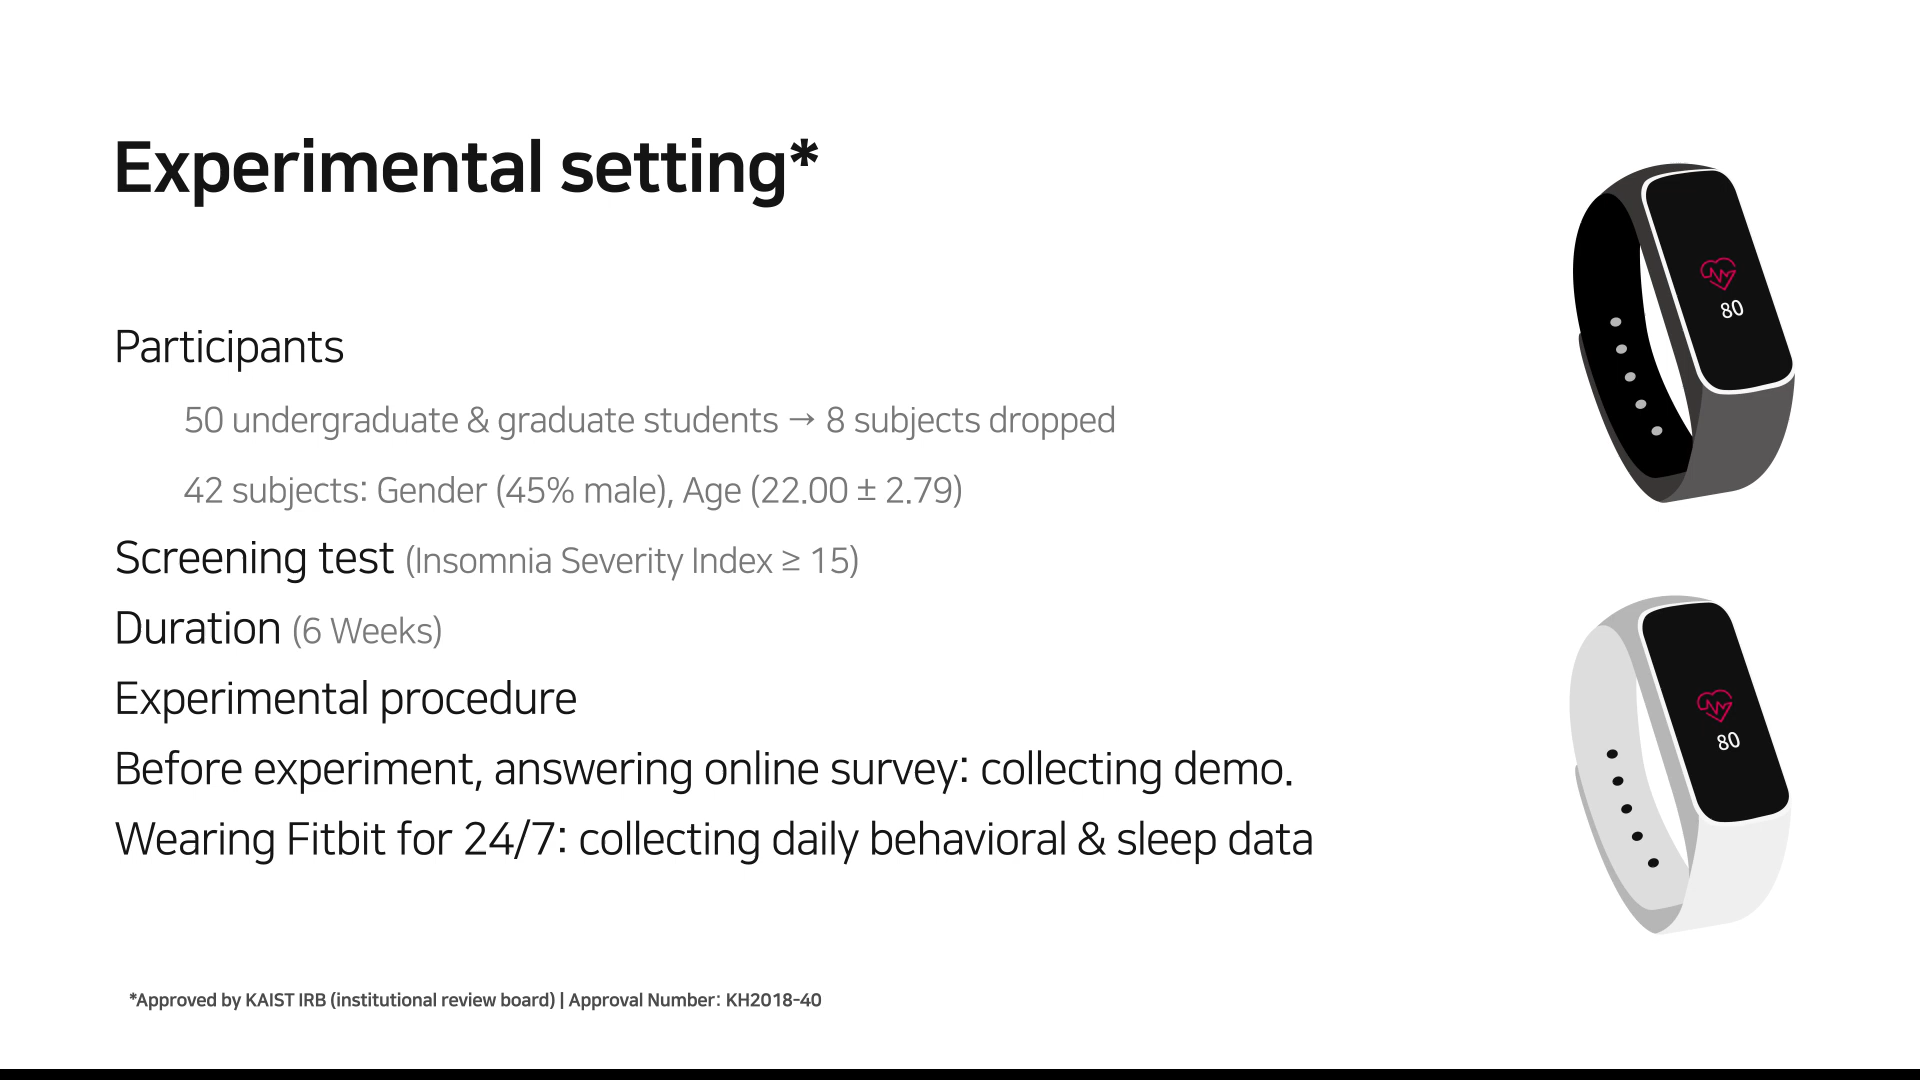 Experimental setting*
Participants
50 undergraduate & graduate students → 8 subjects dropped
42 subjects: Gender (45% male), Age (22.00 ± 2.79)
Screening test (Insomnia Severity Index ≥ 15)
Duration (6 Weeks)
Experimental procedure
Before experiment, answering online survey: collecting demo.
Wearing Fitbit for 24/7: collecting daily behavioral & sleep data
80
80
*Approved by KAIST IRB (institutional review board) | Approval Number: KH2018-40